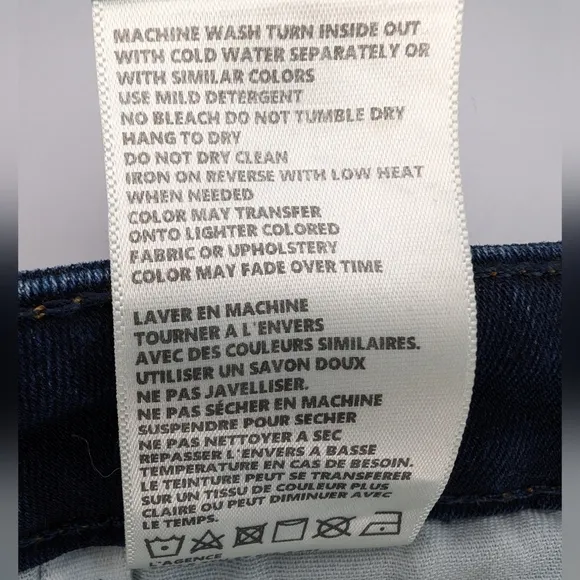 MACHINE WASH TURN INSIDE OUT
WITH COLD WATER SEPARATELY OR
WITH SIMILAR COLORS
USE MILD DETERGENT
NO BLEACH DO NOT TUMBLE DRY
HANG TO DRY
DO NOT DRY CLEAN
IRON ON REVERSE WITH LOW HEAT
WHEN NEEDED
COLOR MAY TRANSFER
ONTO LIGHTER COLORED
FABRIC OR UPHOLSTERY
COLOR MAY FADE OVER TIME
LAVER EN MACHINE
TOURNER A L'ENVERS
AVEC DES COULEURS SIMILAIRES.
UTILISER UN SAVON DOUX
NE PAS JAVELLISER.
NE PAS SÉCHER EN MACHINE
SUSPENDRE POUR SECHER
NE PAS NETTOYER A SEC
REPASSER L'ENVERS A BASSE
TEMPERATURE EN CAS DE BESOIN.
LE TEINTURE PEUT SE TRANSFÉRER
SUR UN TISSU DE COULEUR PLUS
CLAIRE OU PEUT DIMINUER AVEC
LE TEMPS.
L'AGENCE